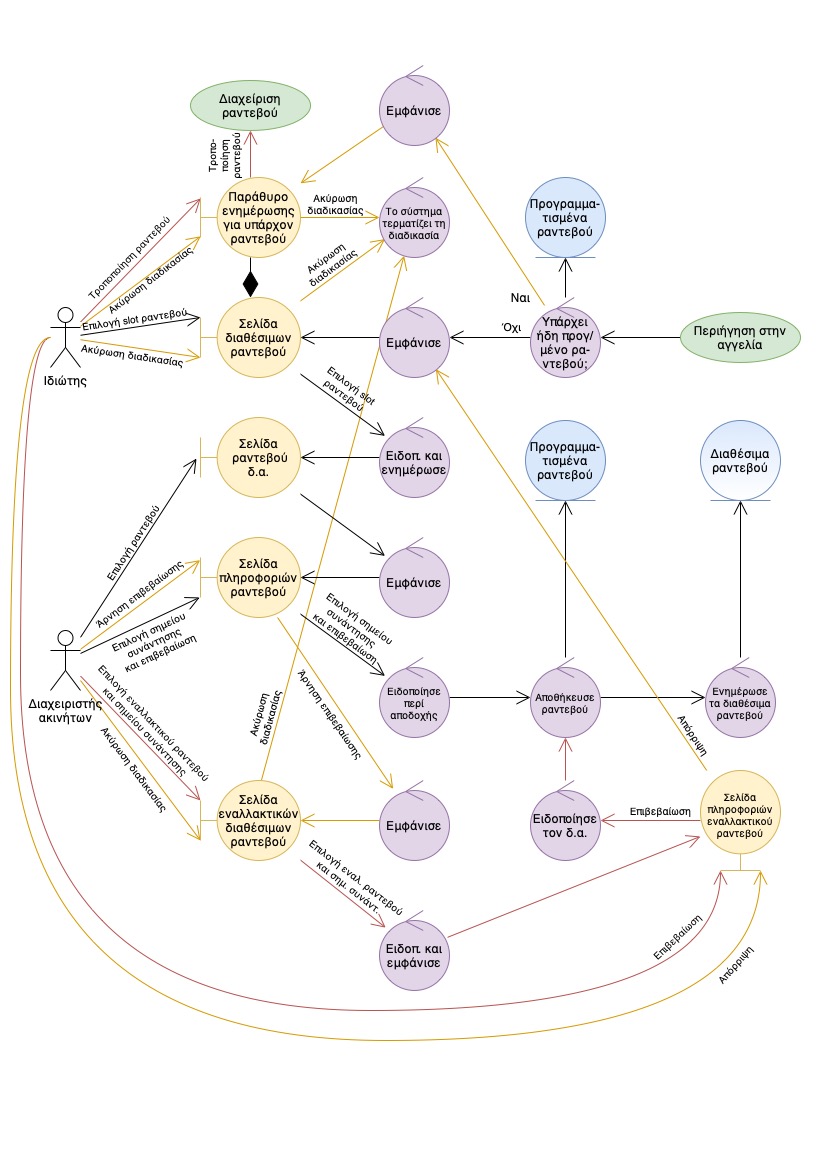 Διαχείριση
ραντεβού
Εμφάνισε
Τροπο-
ποίηση
ραντεβού
Παράθυρο
ενημέρωσης
για υπάρχον
ραντεβού
Ακύρωση
διαδικασίας
Το σύστημα
τερματίζει τη
διαδικασία
Προγραμμα-
τισμένα
ραντεβού
Τροποποίηση ραντεβού
Ακύρωση διαδικασίας
Ακύρωση
διαδικασίας
Επιλογή slot ραντεβού
Ακύρωση διαδικασίας
Ιδιώτης
Σελίδα
διαθέσιμων
ραντεβού
Εμφάνισε
Ναι
Όχι
Υπάρχει
ήδη προγ/
μένο ρα-
ντεβού;
Περιήγηση στην
αγγελία
Επιλογή slot
ραντεβού
Σελίδα
ραντεβού
δ.α.
Ειδοπ. και
ενημέρωσε
Προγραμμα-
τισμένα
ραντεβού
Διαθέσιμα
ραντεβού
Επιλογή ραντεβού
Άρνηση επιβεβαίωσης
Επιλογή σημείου
συνάντησης
και επιβεβαίωση
Σελίδα
πληροφοριών
ραντεβού
Εμφάνισε
Επιλογή σημείου
συνάντησης
και επιβεβαίωση
Διαχειριστής
ακινήτων
Άρνηση επιβεβαίωσης
Ειδοποίησε
περί
αποδοχής
Αποθήκευσε
ραντεβού
Ενημέρωσε
τα διαθέσιμα
ραντεβού
Επιλογή εναλλακτικού ραντεβού
και σημείου συνάντησης
Ακύρωση διαδικασίας
Ακύρωση
διαδικασίας
Απόρριψη
Σελίδα
εναλλακτικών
διαθέσιμων
ραντεβού
Εμφάνισε
Ειδοποίησε
τον δ.α.
Επιβεβαίωση
Σελίδα
πληροφοριών
εναλλακτικού
ραντεβού
Επιλογή εναλ. ραντεβού
και σημ. συνάντ.
Ειδοπ. και
εμφάνισε
Επιβεβαίωση
Απόρριψη